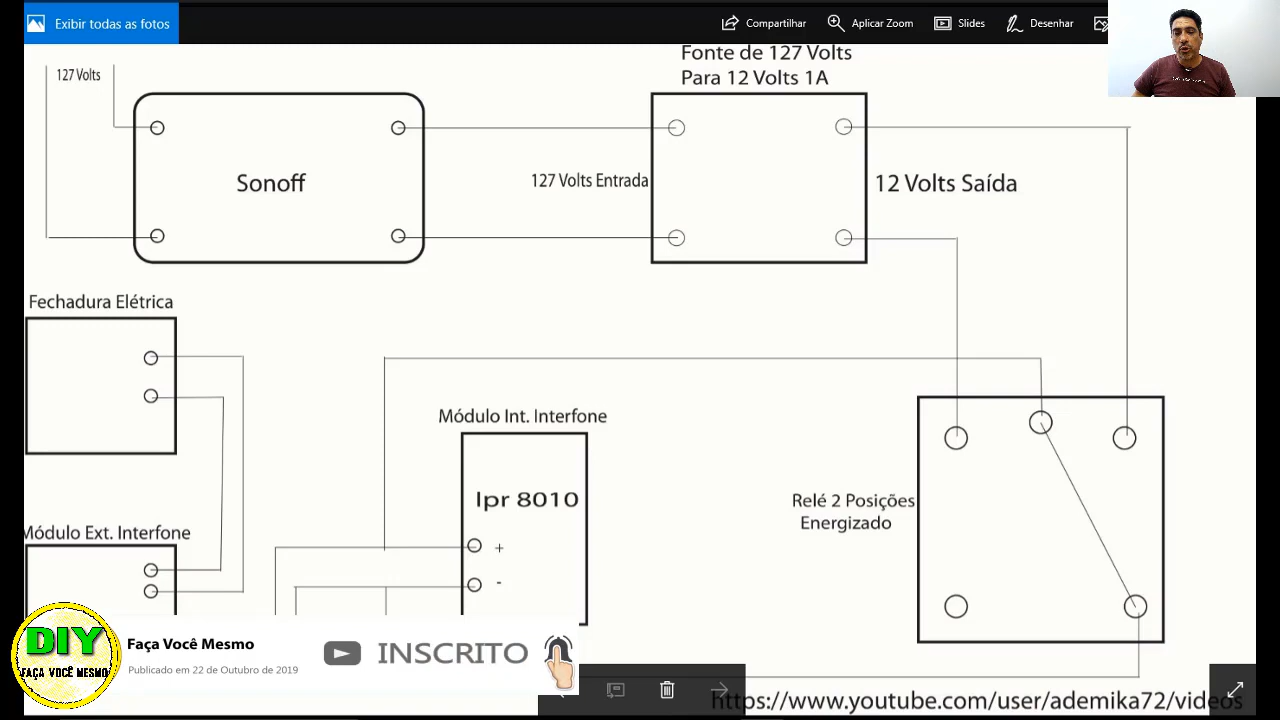 Exibir todas as fotos
Compartilhar
Aplicar Zoom
Slides
Desenhar
Fonte de 127 Volts
Para 12 Volts 1A
127 Volts
Sonoff
127 Volts Entrada
12 Volts Saída
Fechadura Elétrica
Módulo Int. Interfone
Ipr 8010
+
-
Relé 2 Posições
Energizado
Módulo Ext. Interfone
DIY
FAÇA VOCÊ MESMO
Faça Você Mesmo
Publicado em 22 de Outubro de 2019
INSCRITO
https://www.youtube.com/user/ademika72/videos